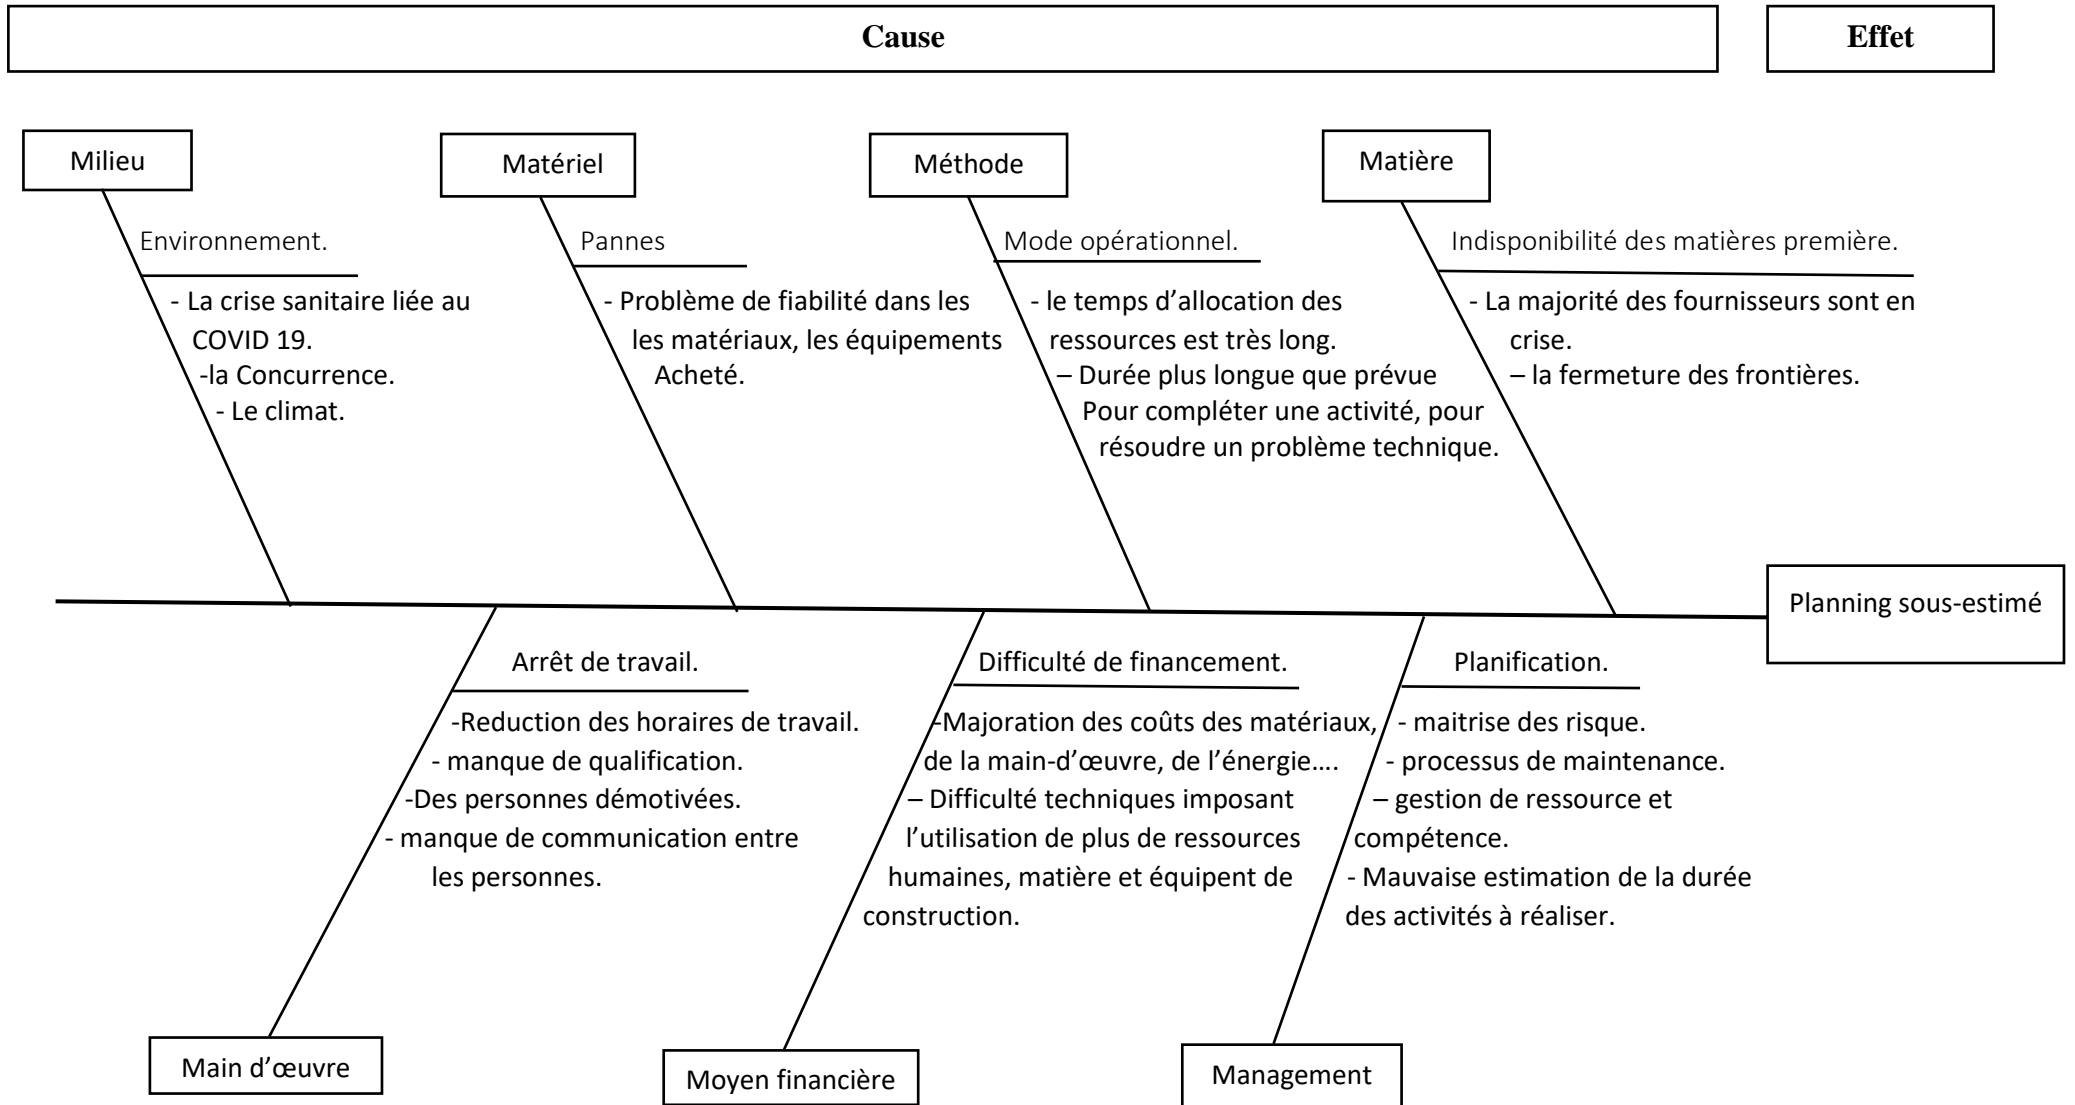 Cause
Effet
Milieu
Matériel
Méthode
Matière
Environnement.
- La crise sanitaire liée au
COVID 19.
-la Concurrence.
- Le climat.
Pannes
- Problème de fiabilité dans les
les matériaux, les équipements
Acheté.
Mode opérationnel.
- le temps d’allocation des
ressources est très long.
– Durée plus longue que prévue
Pour compléter une activité, pour
résoudre un problème technique.
Indisponibilité des matières première.
- La majorité des fournisseurs sont en
crise.
– la fermeture des frontières.
Planning sous-estimé
Arrêt de travail.
-Reduction des horaires de travail.
- manque de qualification.
-Des personnes démotivées.
- manque de communication entre
les personnes.
Difficulté de financement.
-Majoration des coûts des matériaux,
de la main-d’œuvre, de l’énergie….
– Difficulté techniques imposant
l’utilisation de plus de ressources
humaines, matière et équipent de
construction.
Planification.
- maitrise des risque.
- processus de maintenance.
– gestion de ressource et
compétence.
- Mauvaise estimation de la durée
des activités à réaliser.
Main d’œuvre
Moyen financière
Management